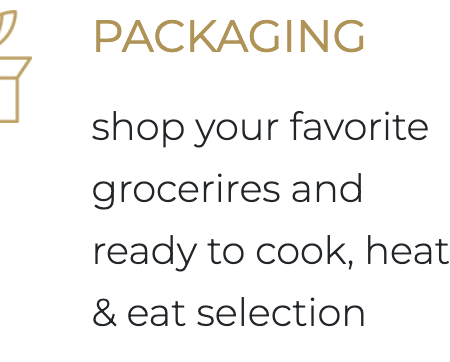 PACKAGING
shop your favorite
grocerires and
ready to cook, heat
& eat selection